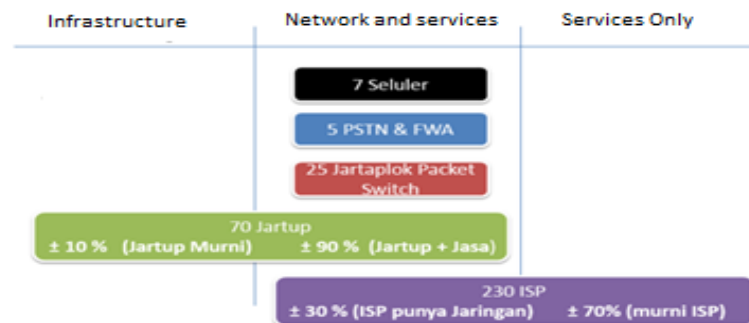 Infrastructure
Network and services
Services Only
7 Seluler
5 PSTN & FWA
25 Jartaplok Packet
Switch
70 Jartup
± 10 % (Jartup Murni) ± 90 % (Jartup + Jasa)
230 ISP
± 30 % (ISP punya Jaringan) ± 70% (murni ISP)